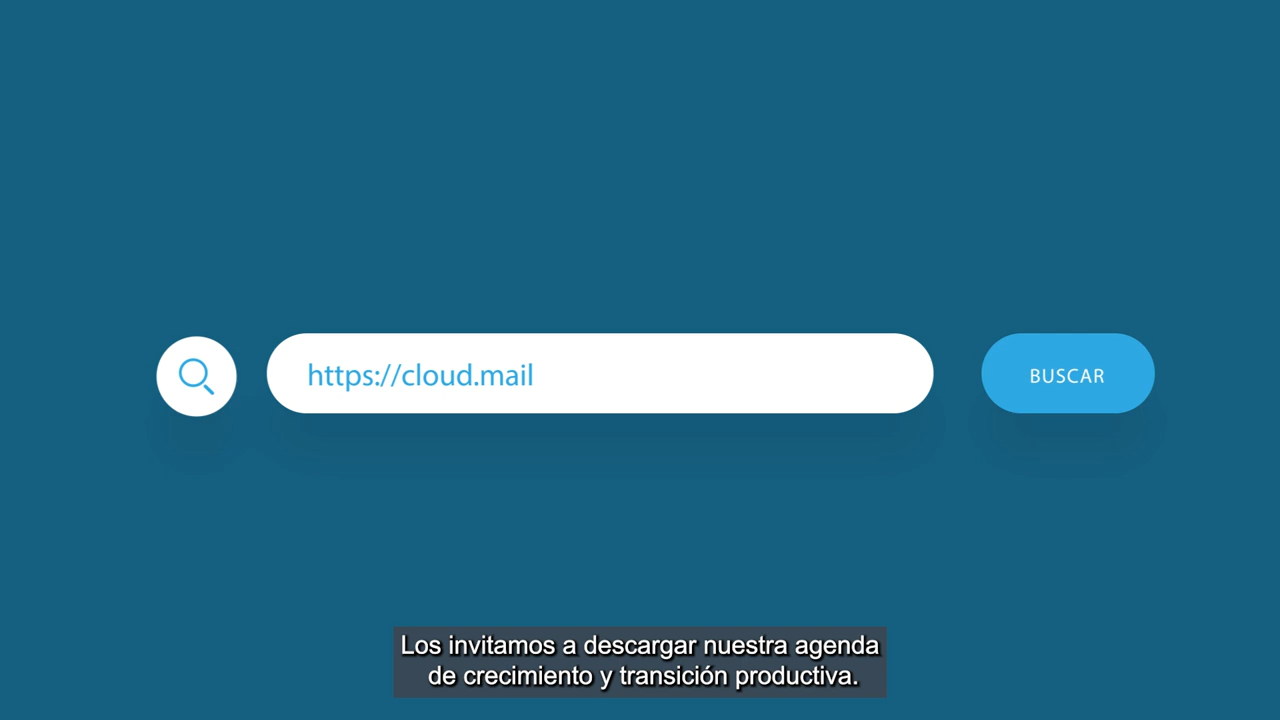 https://cloud.mail
BUSCAR
Los invitamos a descargar nuestra agenda
de crecimiento y transición productiva.